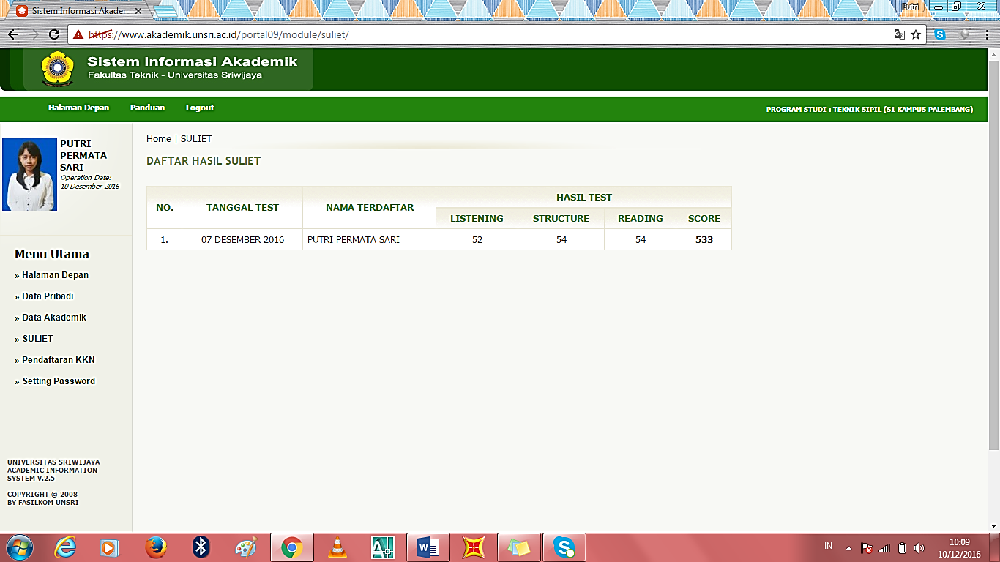 Sistem Informasi Akaden
Putri
https://www.akademik.unsri.ac.id/portal09/module/suliet/
Sistem Informasi Akademik
Fakultas Teknik - Universitas Sriwijaya
Halaman Depan Panduan Logout
PROGRAM STUDI : TEKNIK SIPIL (S1 KAMPUS PALEMBANG)
PUTRI
PERMATA
SARI
Operation Date:
10 Desember 2016
Home | SULIET
DAFTAR HASIL SULIET
NO. TANGGAL TEST NAMA TERDAFTAR HASIL TEST
LISTENING STRUCTURE READING SCORE
1. 07 DESEMBER 2016 PUTRI PERMATA SARI 52 54 54 533
Menu Utama
» Halaman Depan
» Data Pribadi
» Data Akademik
» SULIET
» Pendaftaran KKN
» Setting Password
UNIVERSITAS SRIWIJAYA
ACADEMIC INFORMATION
SYSTEM V.2.5
COPYRIGHT © 2008
BY FASILKOM UNSRI
IN
10:09
10/12/2016